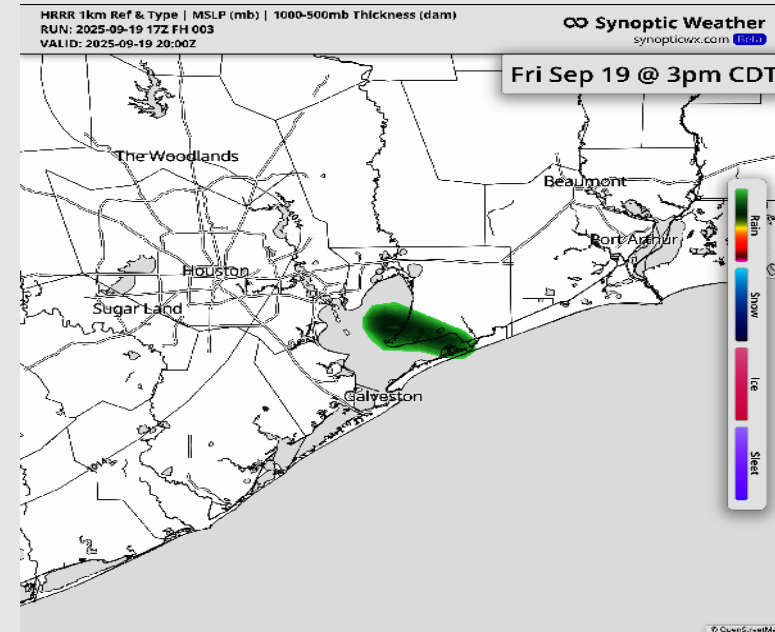 HRRR 1km Ref & Type | MSLP (mb) | 1000-500mb Thickness (dam)
RUN: 2025-09-19 17Z FH 003
VALID: 2025-09-19 20:00Z
Synoptic Weather
synopticwx.com Beta
Fri Sep 19 @ 3pm CDT
The Woodlands
Beaumont
Port Arthur
Houston
Sugar Land
Galveston
1014
Rain
Snow
Ice
Sleet